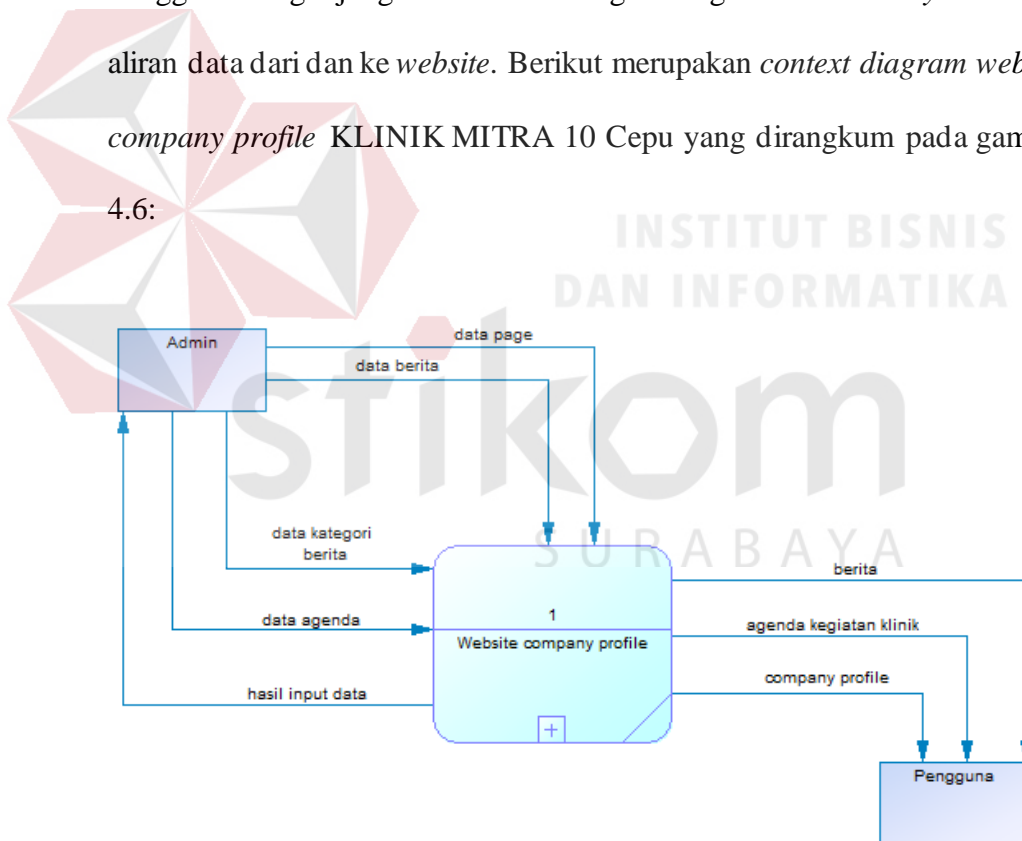 aliran data dari dan ke website. Berikut merupakan context diagram
company profile KLINIK MITRA 10 Cepu yang dirangkum pada
4.6:
INSTITUT BISNIS
DAN INFORMATIKA
stikom
SURABAYA
Admin
data page
data berita
data kategori
berita
data agenda
hasil input data
1
Website company profile
berita
agenda kegiatan klinik
company profile
Pengguna